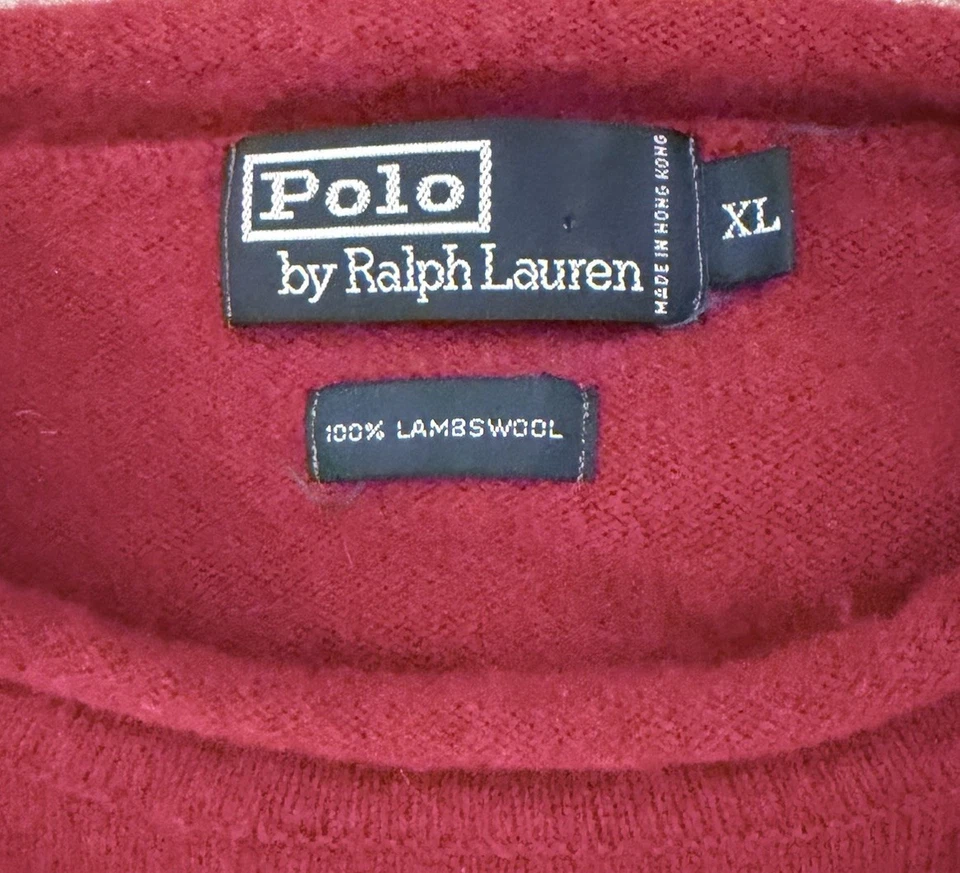 Polo
by Ralph Lauren
MADE IN HONG KONG
XL
100% LAMBSWOOL